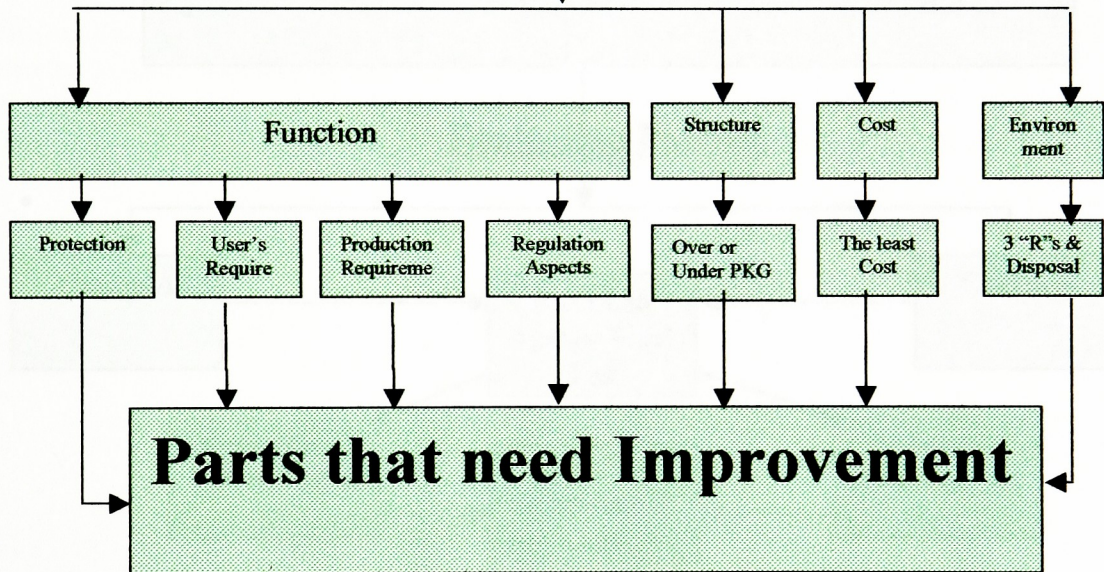 Function
Structure
Cost
Environ
ment
Protection
User's
Require
Production
Requireme
Regulation
Aspects
Over or
Under PKG
The least
Cost
3 "R"s &
Disposal
Parts that need Improvement